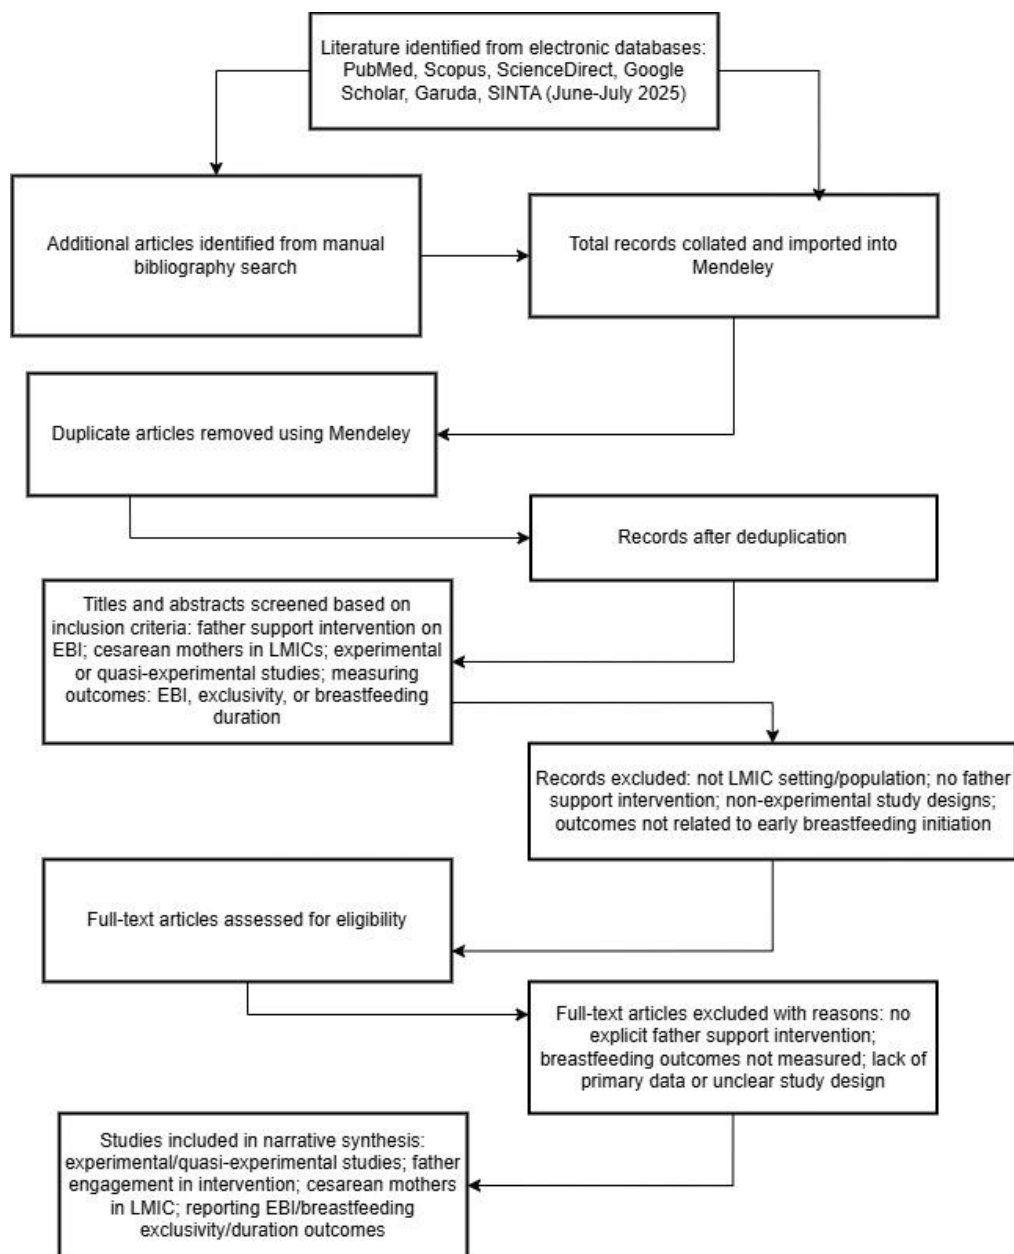 Literature identified from electronic databases:
PubMed, Scopus, ScienceDirect, Google
Scholar, Garuda, SINTA (June-July 2025)
Additional articles identified from manual
bibliography search
Total records collated and imported into
Mendeley
Duplicate articles removed using Mendeley
Records after deduplication
Titles and abstracts screened based on
inclusion criteria: father support intervention on
EBI; cesarean mothers in LMICs; experimental
or quasi-experimental studies; measuring
outcomes: EBI, exclusivity, or breastfeeding
duration
Records excluded: not LMIC setting/population; no father
support intervention; non-experimental study designs;
outcomes not related to early breastfeeding initiation
Full-text articles assessed for eligibility
Full-text articles excluded with reasons: no
explicit father support intervention;
breastfeeding outcomes not measured; lack of
primary data or unclear study design
Studies included in narrative synthesis:
experimental/quasi-experimental studies; father
engagement in intervention; cesarean mothers
in LMIC; reporting EBI/breastfeeding
exclusivity/duration outcomes